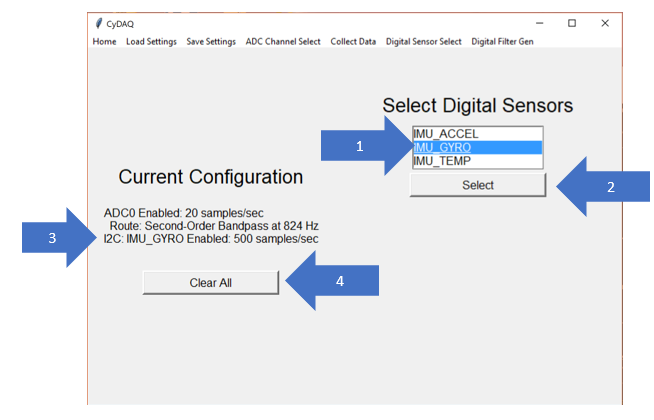 CyDAQ
Home Load Settings Save Settings ADC Channel Select Collect Data Digital Sensor Select Digital Filter Gen
Select Digital Sensors
IMU_ACCEL
1
IMU_GYRO
IMU_TEMP
Select
2
Current Configuration
ADC0 Enabled: 20 samples/sec
Route: Second-Order Bandpass at 824 Hz
3
I2C: IMU_GYRO Enabled: 500 samples/sec
Clear All
4